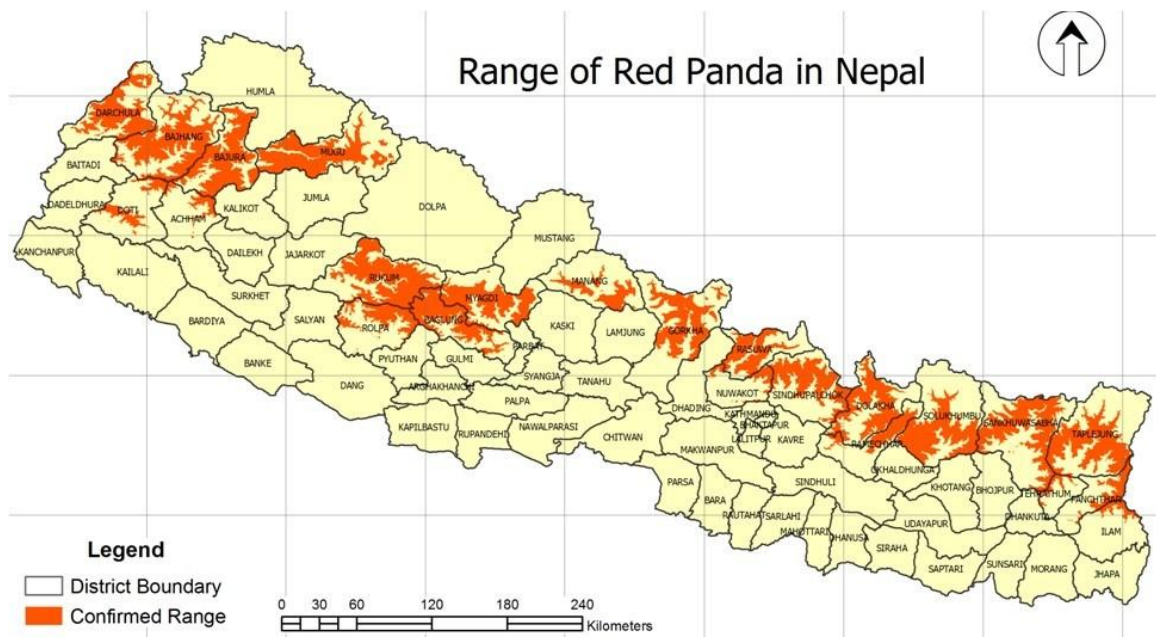 Range of Red Panda in Nepal
HUMLA
DARCHULA
BAJHANG
BAJURA
MUGU
BAITADI
DADELDHURA
DOTI
ACHHAM
KALIKOT
JUMLA
DOLPA
MUSTANG
KANCHANPUR
KAILALI
DAILEKH
JAJARKOT
SURKHET
RUKUM
MYAGDI
MANANG
BARDIYA
SALYAN
ROLPA
BAGLUNG
KASKI
LAMJUNG
GORKHA
BANKE
PYUTHAN
GULMI
PARBAT
SYANGJA
TANAHU
RASUWA
DANG
ARGHAKHANCHI
PALPA
NUWAKOT
SINDHUPALCHOK
DHADING
KATHMANDU
BHAKTAPUR
LALITPUR
KAVRE
DOLAKHA
SOLUKHUMBU
SANKHUWASABHA
TAPLEJUNG
KAPILBASTU
RUPANDEHI
NAWALPARASI
CHITWAN
MAKWANPUR
RAMECHHAP
OKHALDHUNGA
KHOTANG
BHOJPUR
TERHATHUM
PANCHTHAR
PARSA
BARA
RAUTAHAT
SARLAHI
SINDHULI
MAHOTTARI
DHANUSA
UDAYAPUR
DHANKUTA
ILAM
SIRAHA
SAPTARI
SUNSARI
MORANG
JHAPA
Legend
District Boundary
Confirmed Range
0 30 60 120 180 240
Kilometers